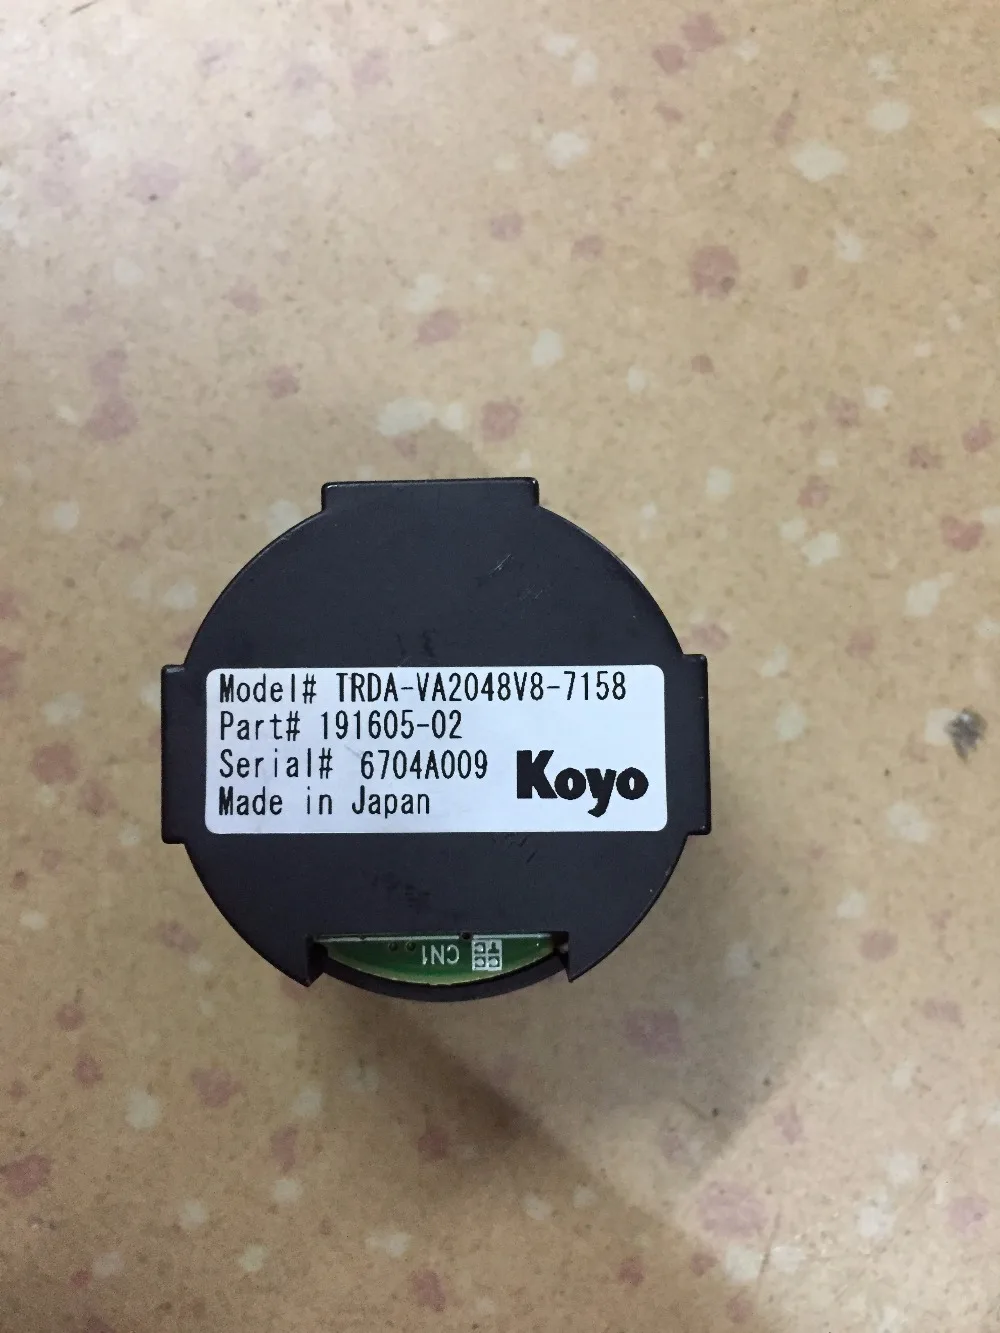 Model# TRDA-VA2048V8-7158
Part# 191605-02
Serial# 6704A009
Made in Japan
Koyo
CN1